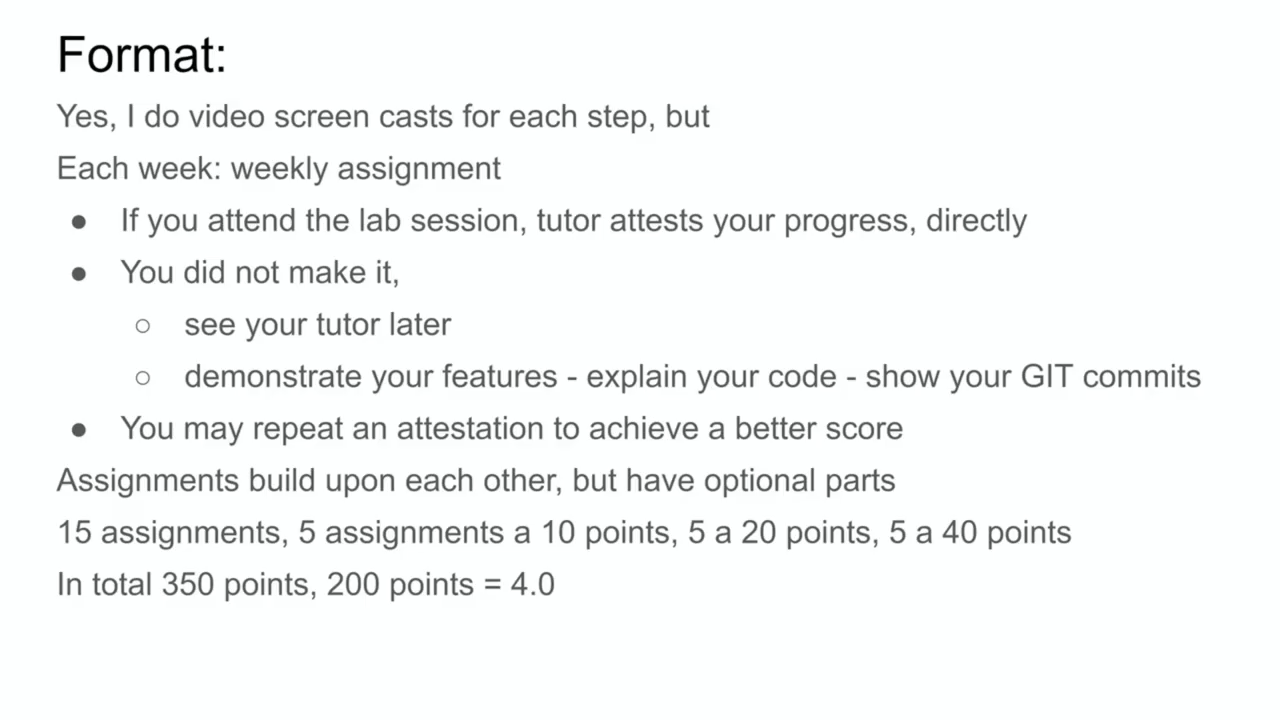 Format:
Yes, I do video screen casts for each step, but
Each week: weekly assignment
● If you attend the lab session, tutor attests your progress, directly
● You did not make it,
○ see your tutor later
○ demonstrate your features - explain your code - show your GIT commits
● You may repeat an attestation to achieve a better score
Assignments build upon each other, but have optional parts
15 assignments, 5 assignments a 10 points, 5 a 20 points, 5 a 40 points
In total 350 points, 200 points = 4.0